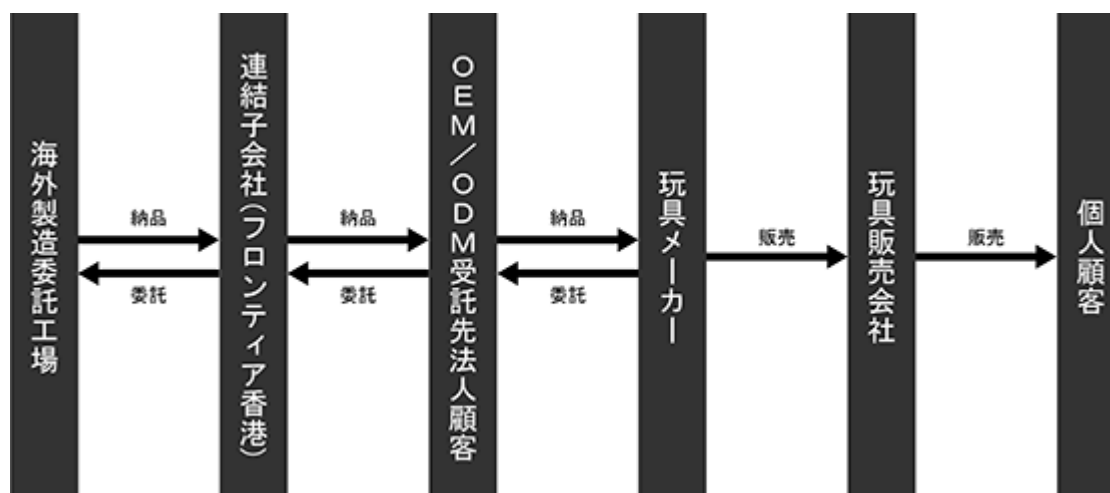 海外製造委託工場
納品
委託
連結子会社(フロンティア香港)
納品
委託
OEM／ODM受託先法人顧客
納品
委託
玩具メーカー
販売
玩具販売会社
販売
個人顧客